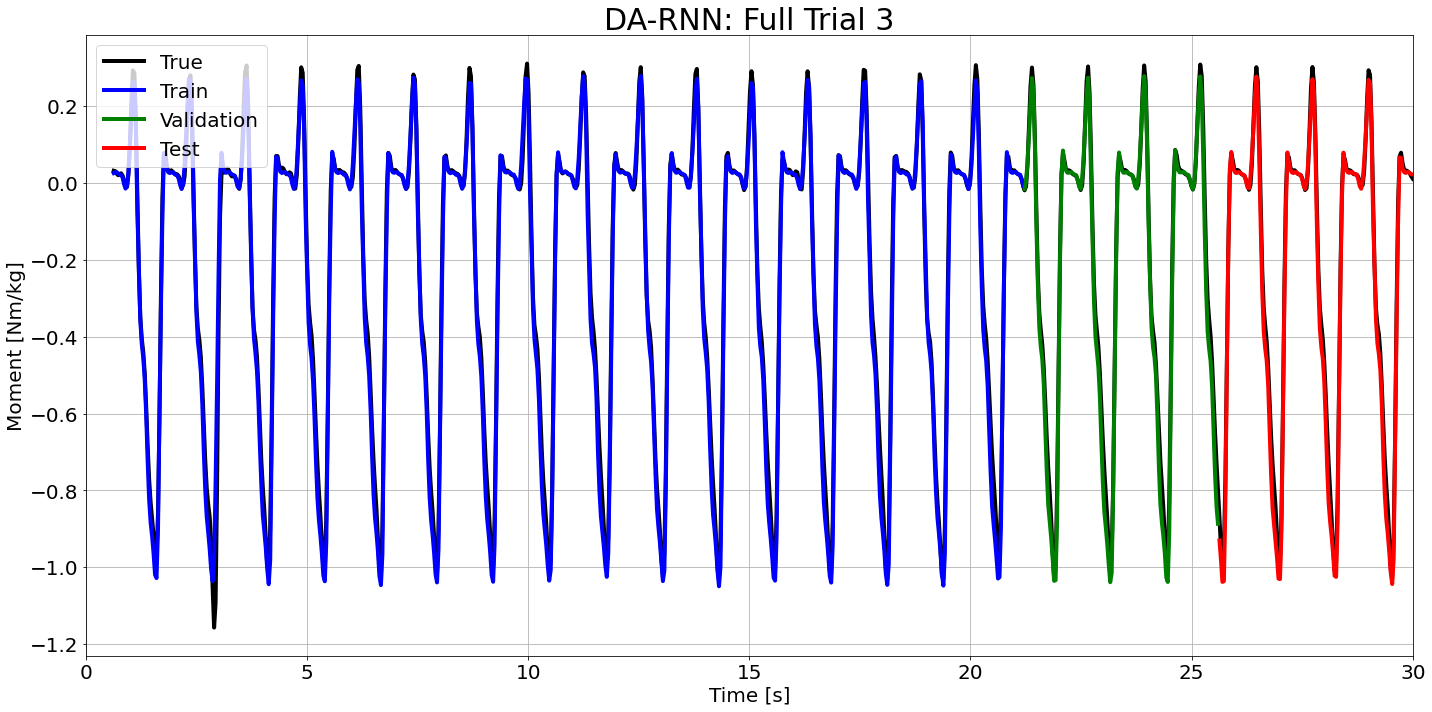 DA-RNN: Full Trial 3
True
Train
Validation
Test
0.2
0.0
−0.2
−0.4
−0.6
−0.8
−1.0
−1.2
Moment [Nm/kg]
0 5 10 15 20 25 30
Time [s]